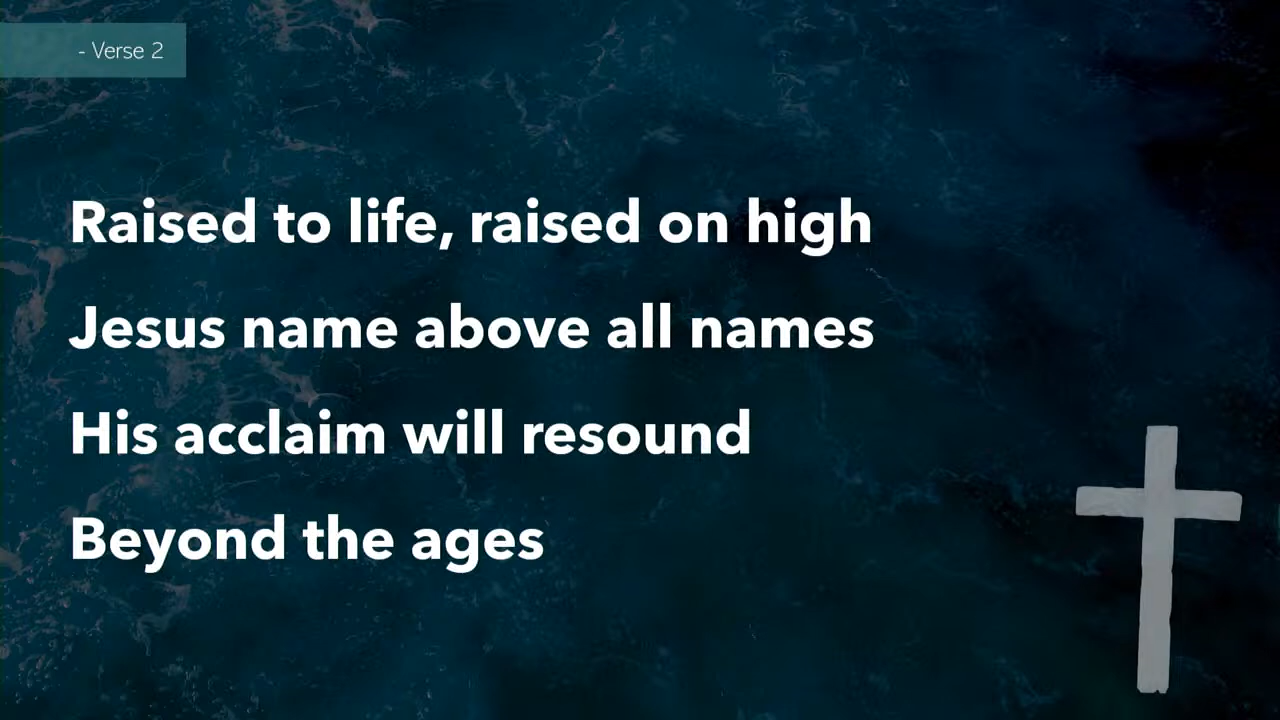 - Verse 2
Raised to life, raised on high
Jesus name above all names
His acclaim will resound
Beyond the ages